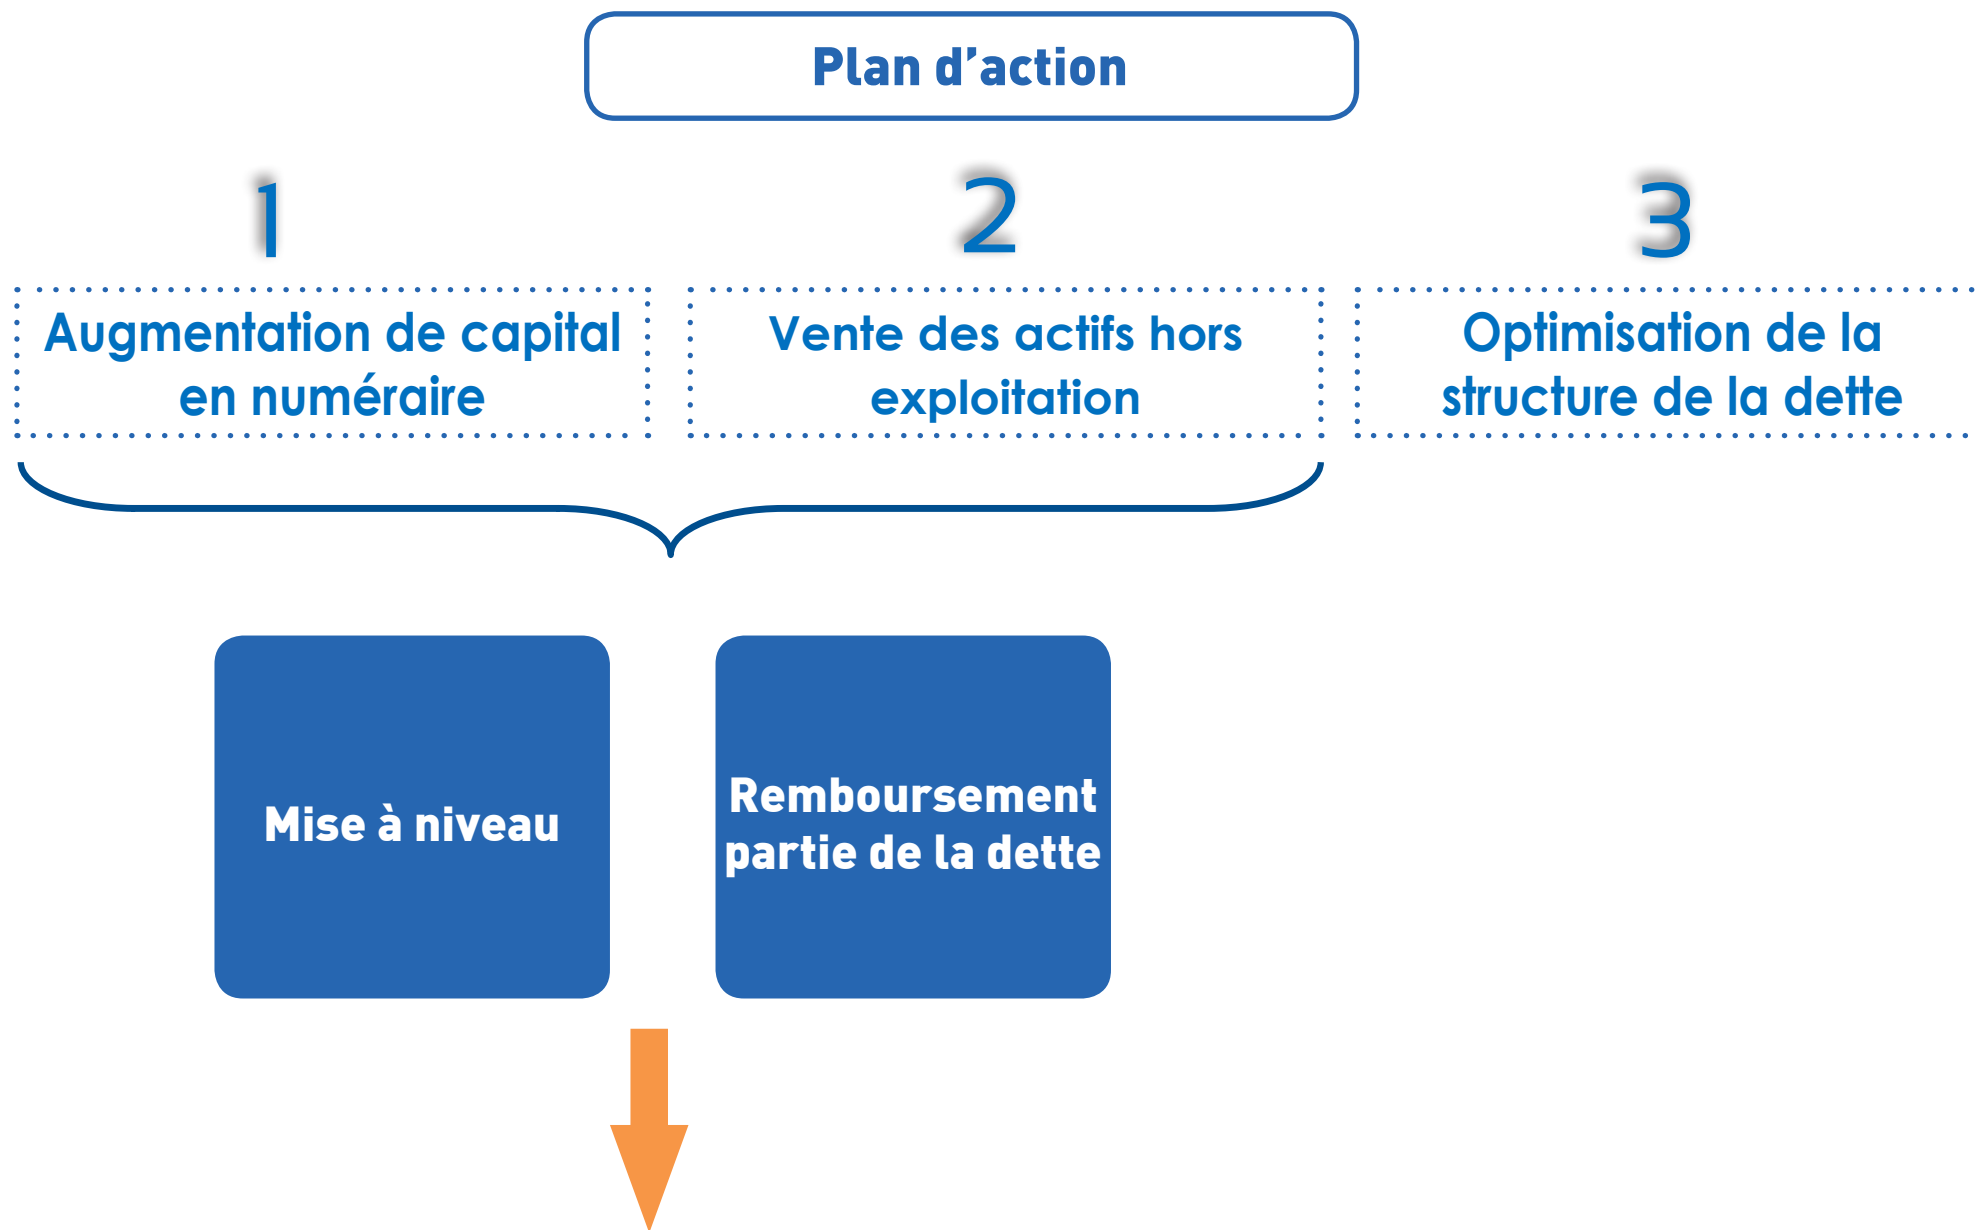 Plan d’action
1
2
3
Augmentation de capital
en numéraire
Vente des actifs hors
exploitation
Optimisation de la
structure de la dette
Mise à niveau
Remboursement
partie de la dette